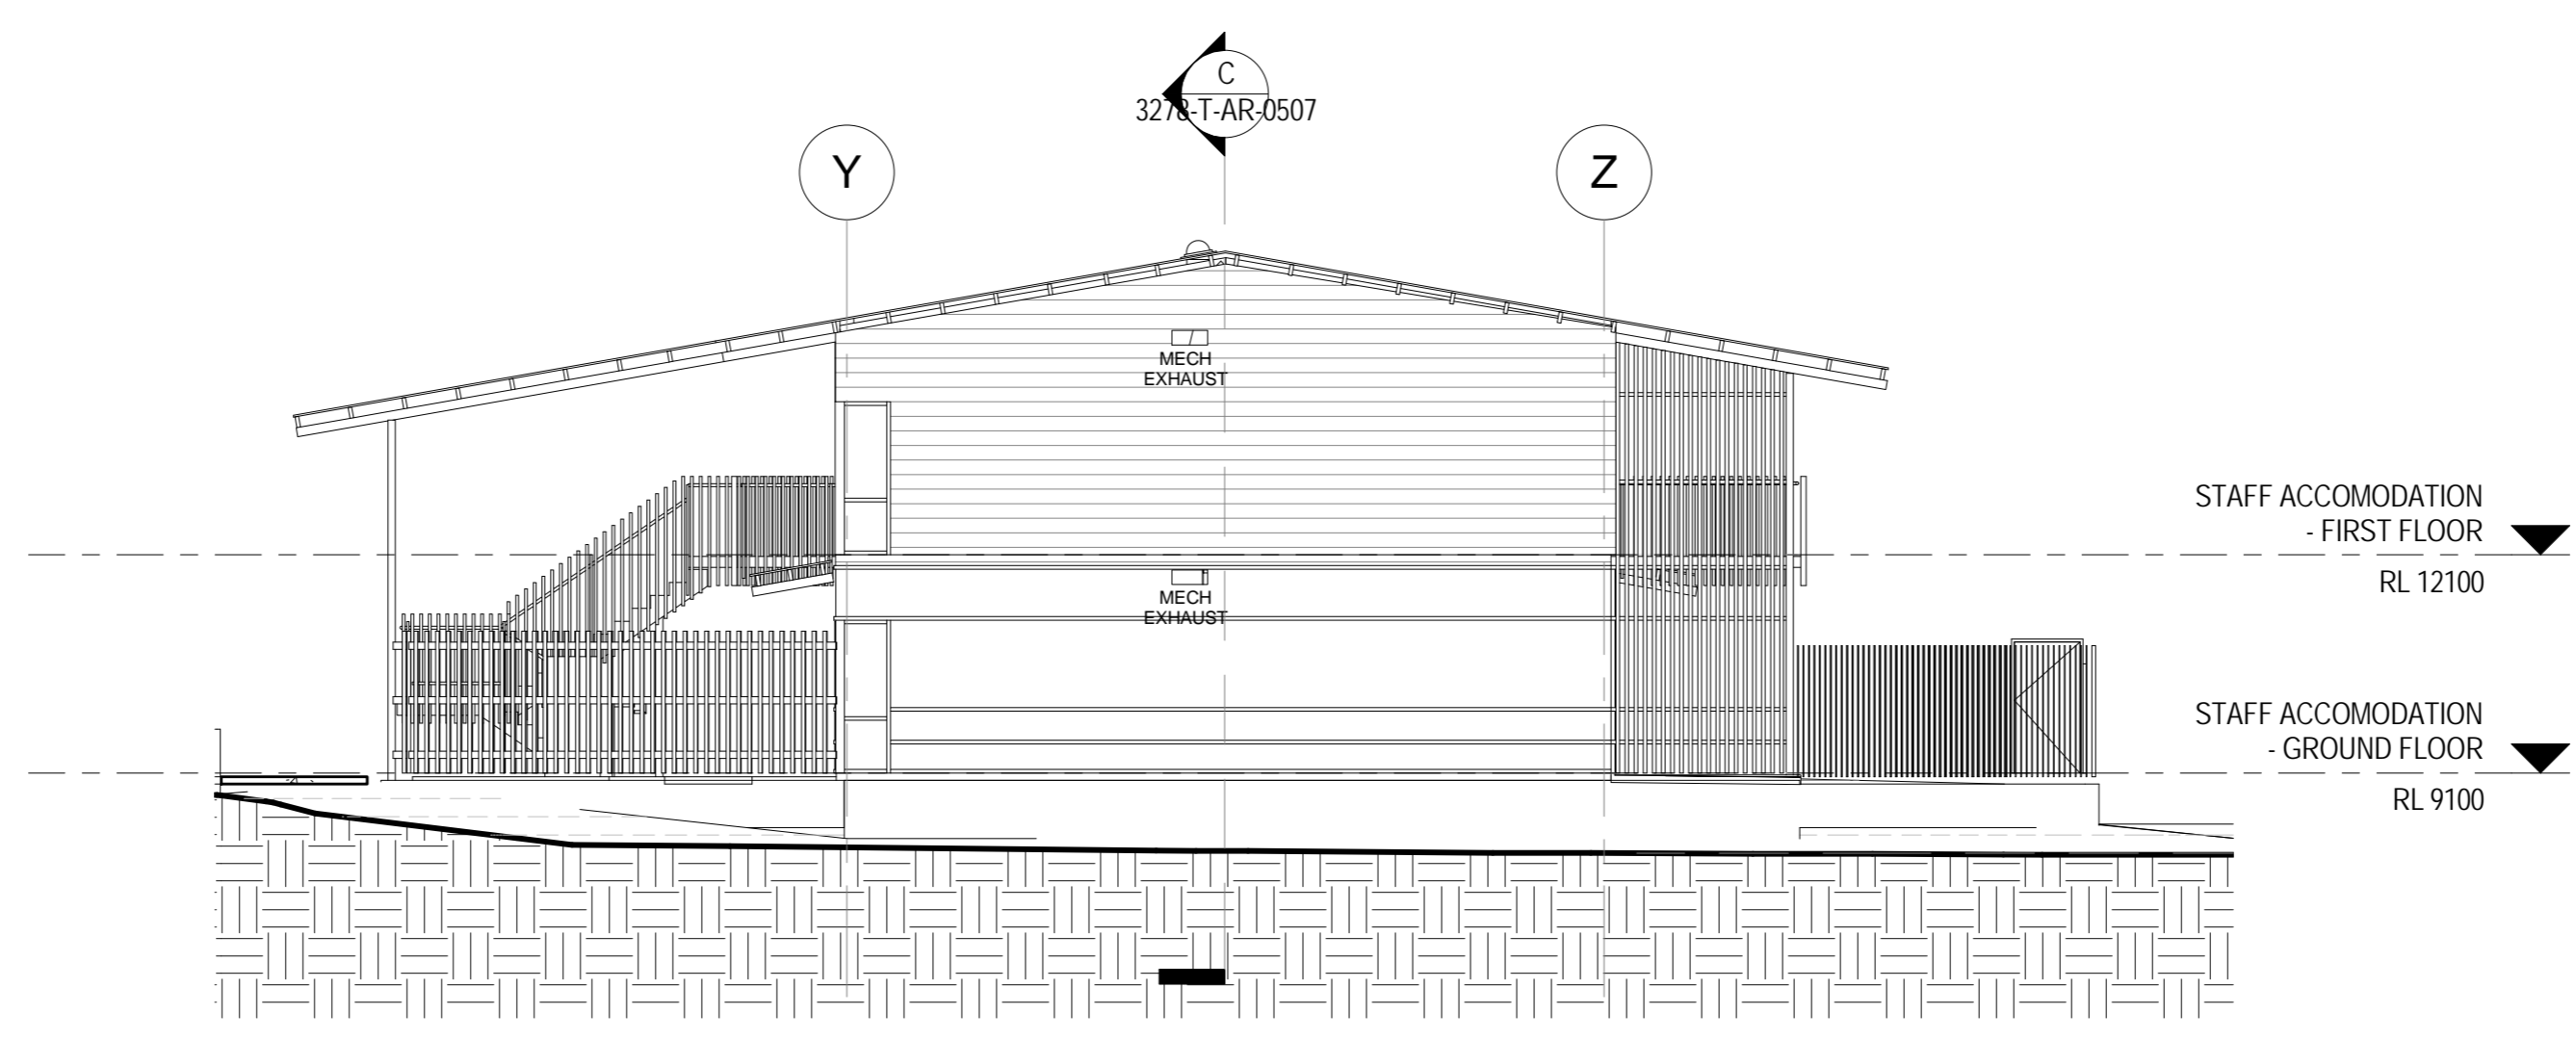 C
3278-T-AR-0507
Y
Z
MECH
EXHAUST
STAFF ACCOMODATION
- FIRST FLOOR
RL 12100
MECH
EXHAUST
STAFF ACCOMODATION
- GROUND FLOOR
RL 9100